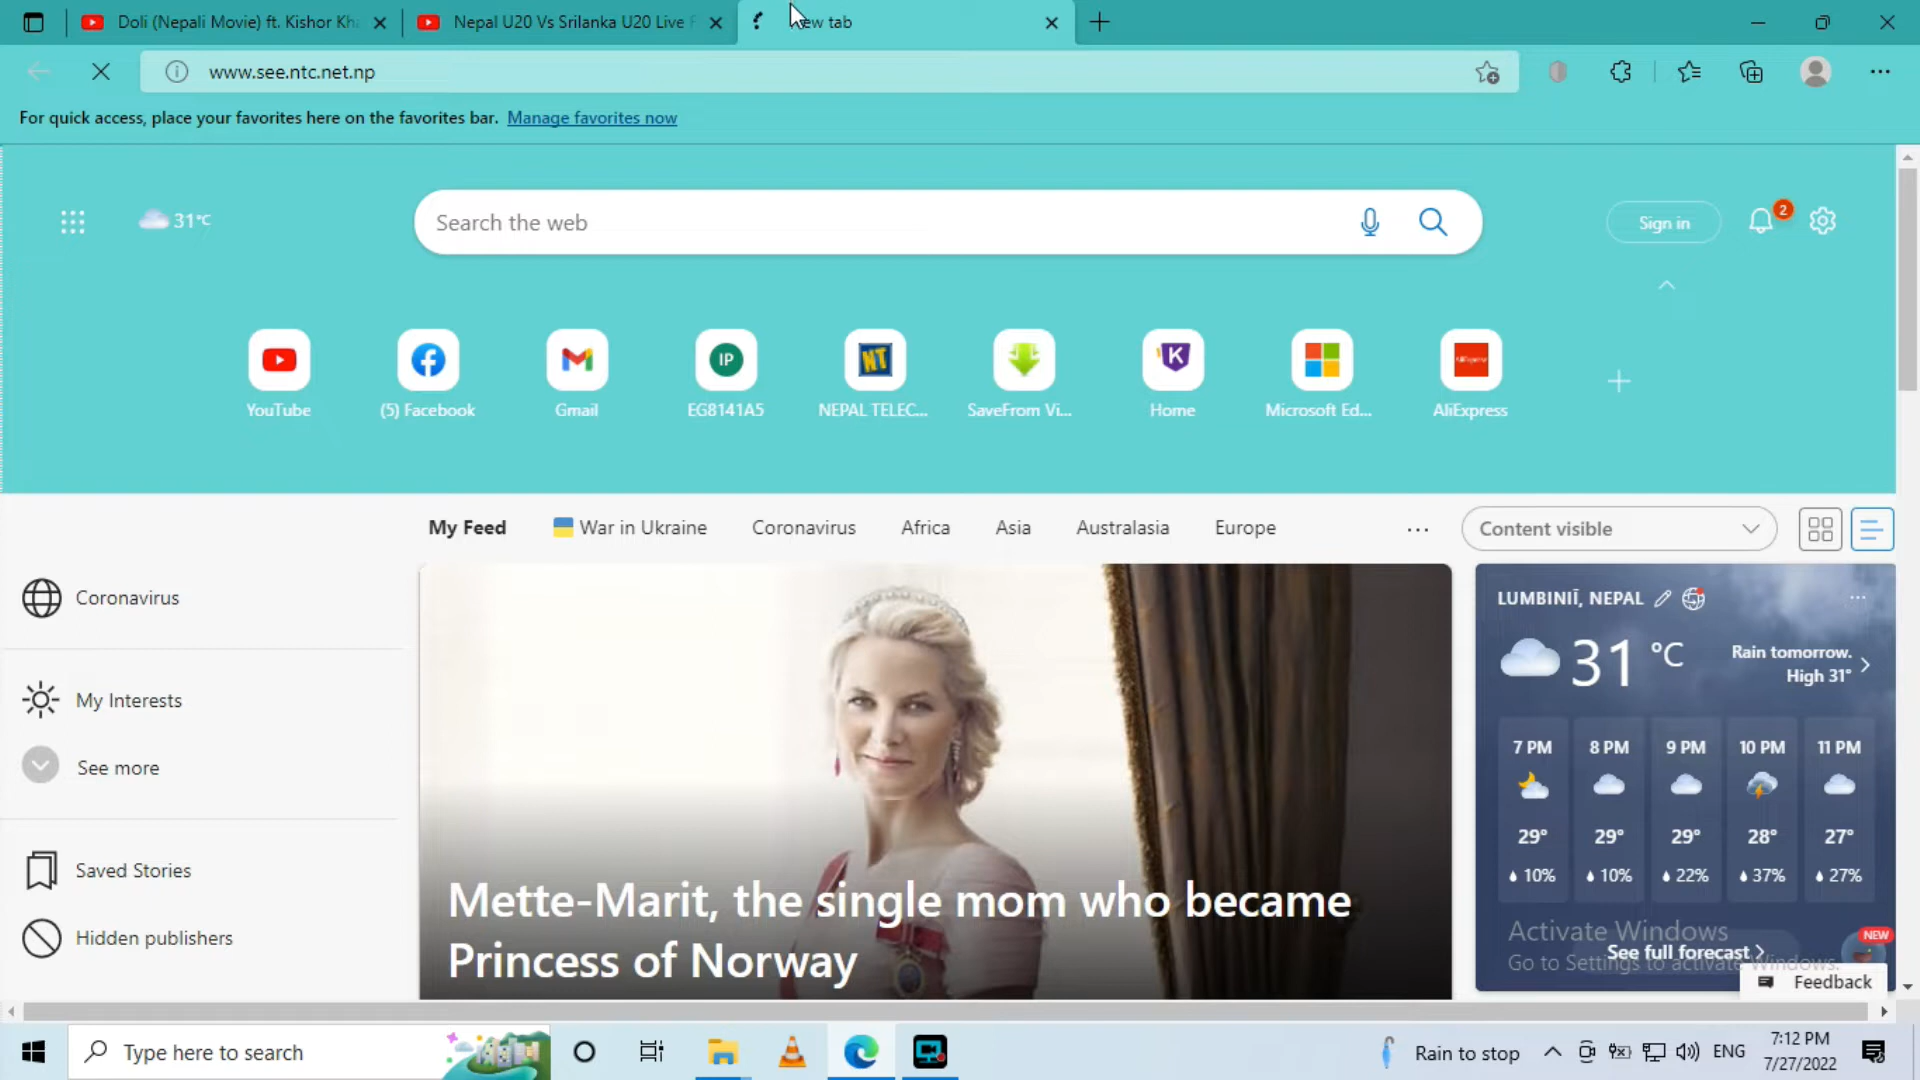 Doli (Nepali Movie) ft. Kishor Kha
Nepal U20 Vs Srilanka U20 Live F
New tab
www.see.ntc.net.np
For quick access, place your favorites here on the favorites bar. Manage favorites now
31°C
Search the web
Sign in
2
YouTube
(5) Facebook
Gmail
IP
EG8141A5
NT
NEPAL TELEC...
SaveFrom Vi...
K
Home
Microsoft Ed...
AliExpress
AliExpress
My Feed
War in Ukraine
Coronavirus
Africa
Asia
Australasia
Europe
Content visible
Coronavirus
My Interests
See more
Saved Stories
Hidden publishers
Mette-Marit, the single mom who became
Princess of Norway
LUMBINIĪ, NEPAL
31 °C
Rain tomorrow.
High 31°
7 PM 8 PM 9 PM 10 PM 11 PM
29° 29° 29° 28° 27°
10% 10% 22% 37% 27%
Activate Windows
See full forecast
Go to Settings to activate Windows.
NEW
Feedback
Type here to search
Rain to stop
ENG
7:12 PM
7/27/2022